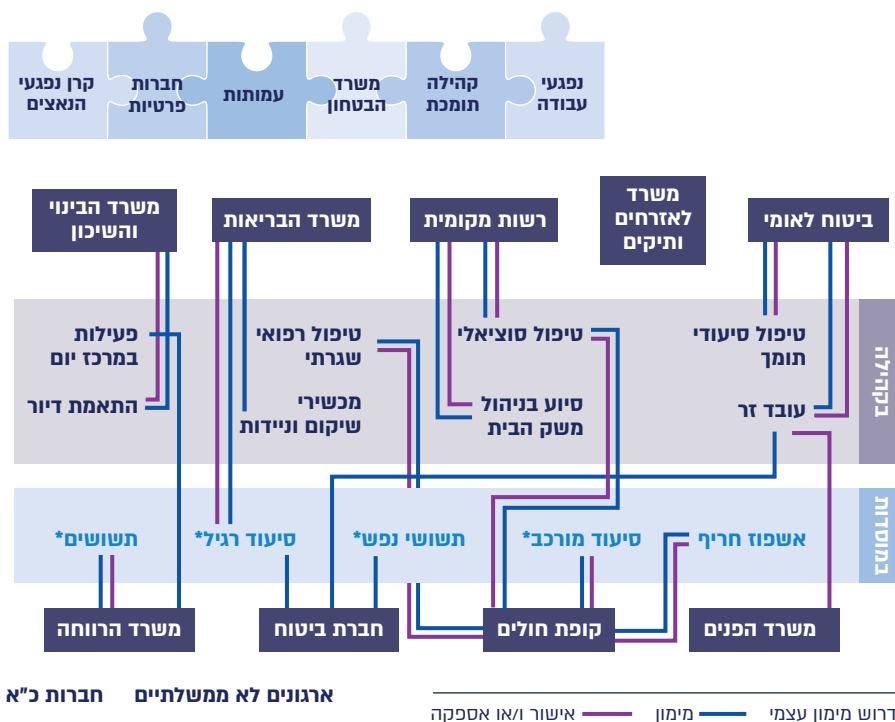 נפגעי
עבודה
קהילה
תומכת
משרד
הבטחון
עמותות
חברות
פרטיות
קרן נפגעי
הנאצים
ביטוח לאומי
משרד
לאזרחים
ותיקים
רשות מקומית
משרד הבריאות
משרד הבינוי
והשיכון
בקהילה
טיפול סיעודי
תומך
טיפול סוציאלי
טיפול רפואי
שגרתי
פעילות
במרכז יום
עובד זר
סיוע בניהול
משק הבית
מכשירי
שיקום וניידות
התאמת דיור
במוסדות
אשפוז חריף
סיעוד מורכב*
תשושי נפש*
סיעוד רגיל*
תשושים*
משרד הפנים
קופת חולים
חברת ביטוח
משרד הרווחה
ארגונים לא ממשלתיים
חברות כ"א
דרוש מימון עצמי
מימון
אישור ו/או אספקה